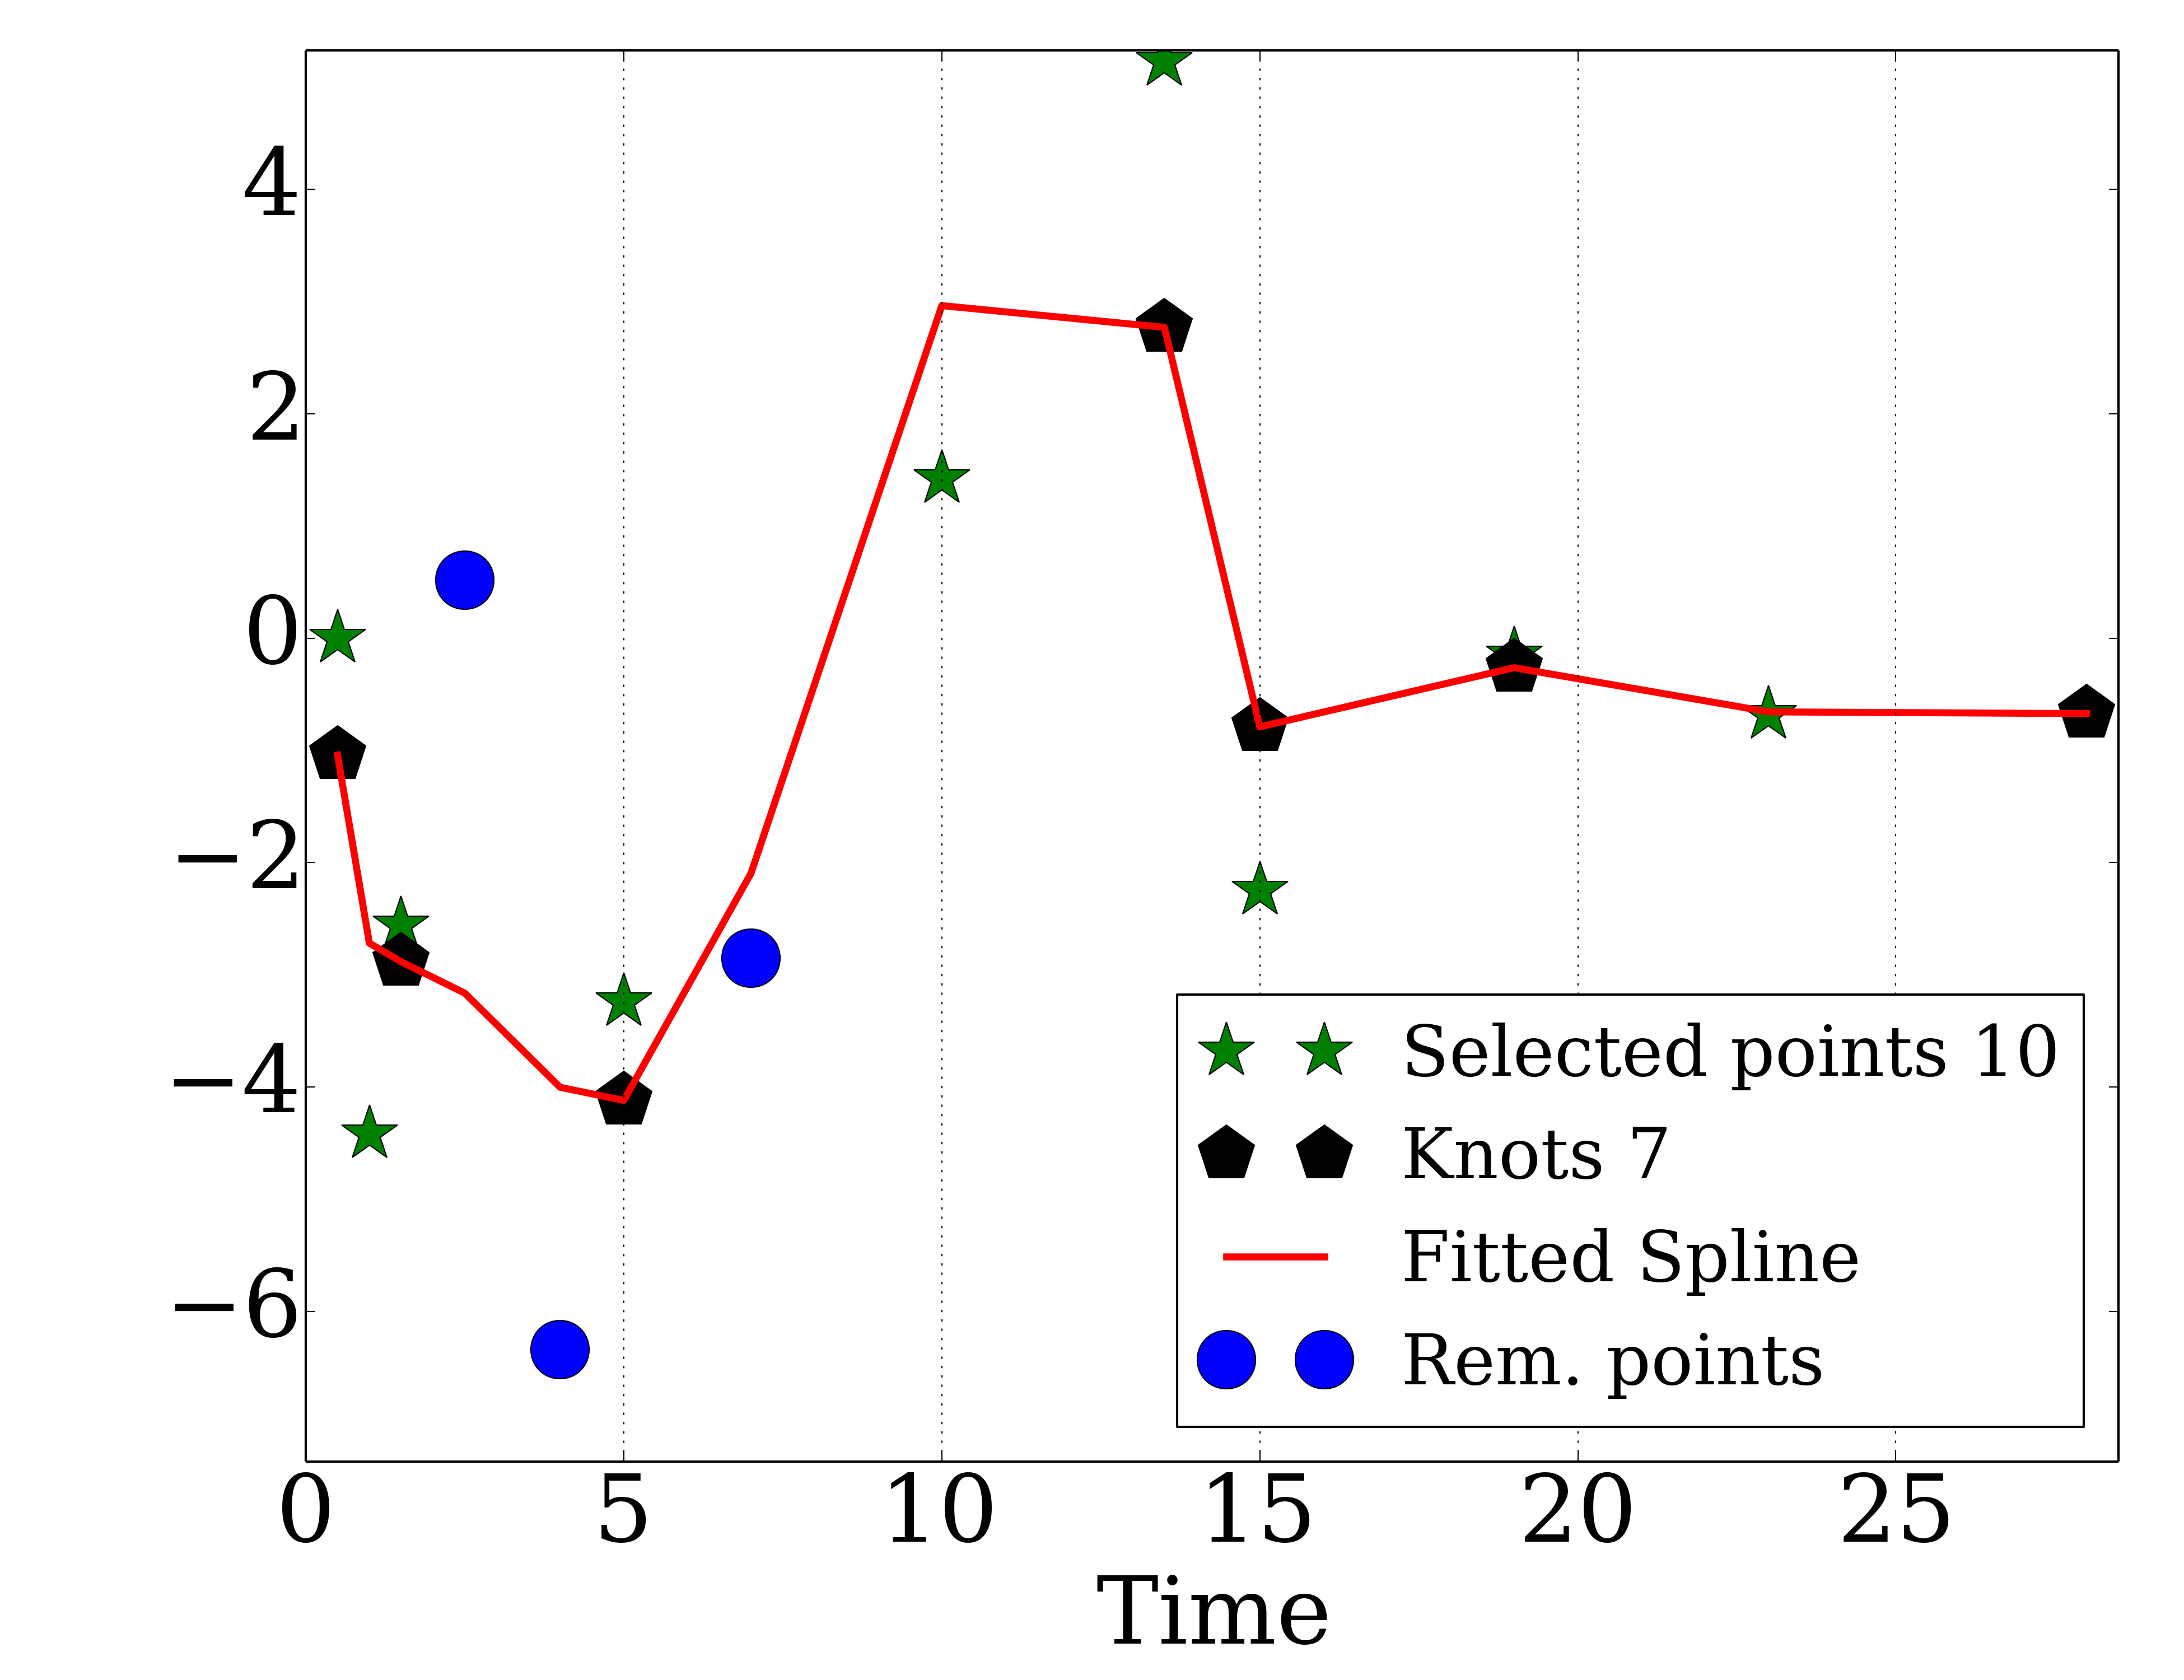 4
2
0
−2
−4
−6
0 5 10 15 20 25
Time
Selected points 10
Knots 7
Fitted Spline
Rem. points